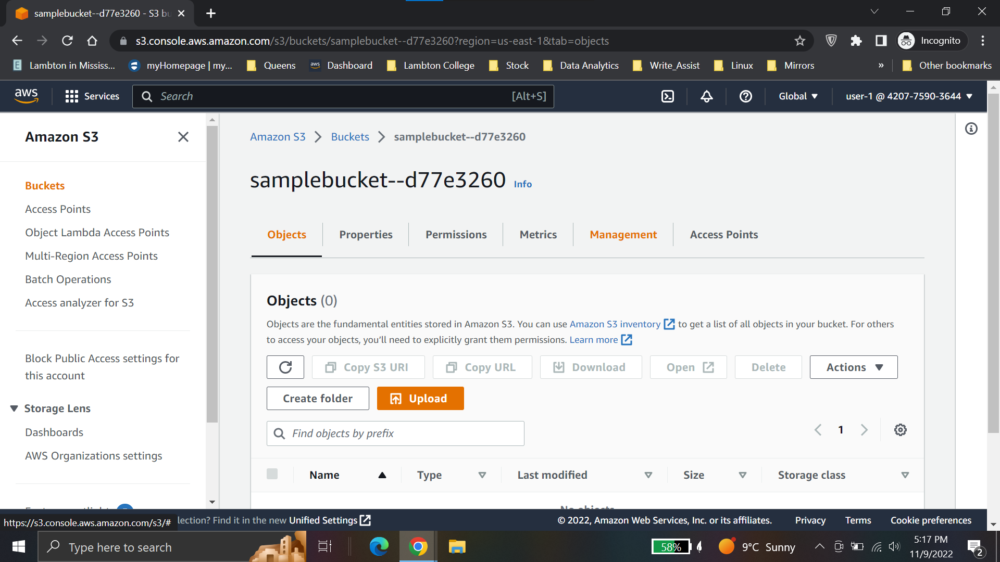 samplebucket--d77e3260 - S3 bu
s3.console.aws.amazon.com/s3/buckets/samplebucket--d77e3260?region=us-east-1&tab=objects
Incognito
Lambton in Mississ... myHomepage | my... Queens aws Dashboard Lambton College Stock Data Analytics Write_Assist Linux Mirrors » Other bookmarks
aws Services Search [Alt+S] Global user-1 @ 4207-7590-3644
Amazon S3
Buckets
Access Points
Object Lambda Access Points
Multi-Region Access Points
Batch Operations
Access analyzer for S3
Block Public Access settings for
this account
Storage Lens
Dashboards
AWS Organizations settings
Amazon S3 Buckets samplebucket--d77e3260
samplebucket--d77e3260 Info
Objects Properties Permissions Metrics Management Access Points
Objects (0)
Objects are the fundamental entities stored in Amazon S3. You can use Amazon S3 inventory to get a list of all objects in your bucket. For others
to access your objects, you’ll need to explicitly grant them permissions. Learn more
Copy S3 URI Copy URL Download Open Delete Actions
Create folder Upload
Find objects by prefix 1
Name Type Last modified Size Storage class
No objects
https://s3.console.aws.amazon.com/s3/# lection? Find it in the new Unified Settings © 2022, Amazon Web Services, Inc. or its affiliates. Privacy Terms Cookie preferences
Type here to search 58% 9°C Sunny 5:17 PM
11/9/2022 2